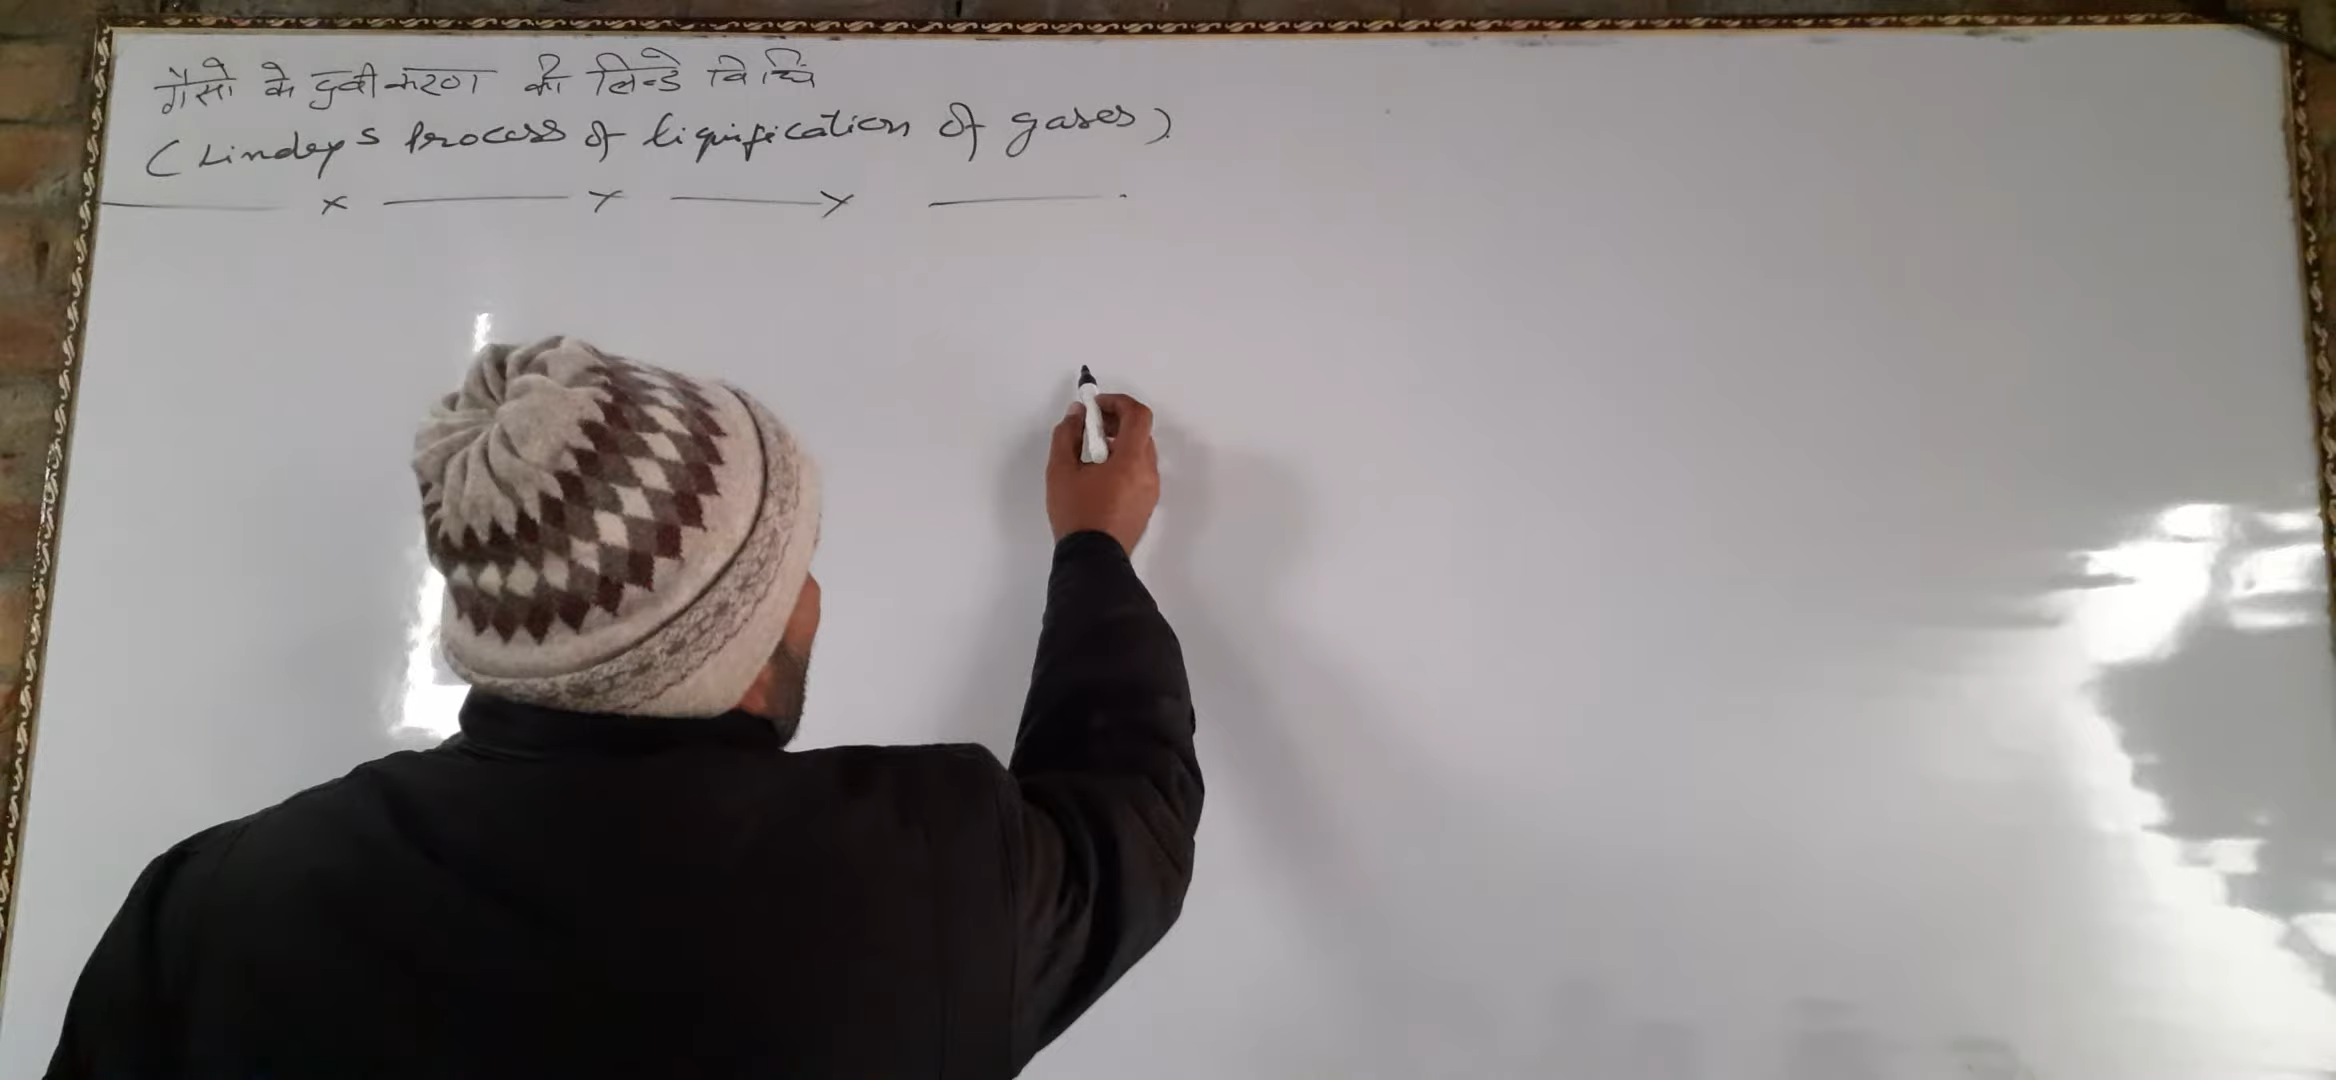 गैसो के द्रवीकरण की लिन्डे विधि
(Lindey's Process of liquification of gases)